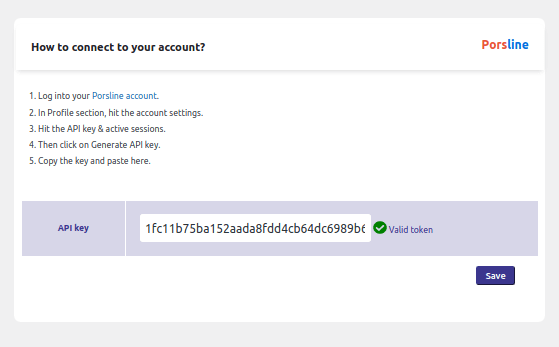 How to connect to your account?
Porsline
1. Log into your Porsline account.
2. In Profile section, hit the account settings.
3. Hit the API key & active sessions.
4. Then click on Generate API key.
5. Copy the key and paste here.
API key
1fc11b75ba152aada8fdd4cb64dc6989b6
Valid token
Save